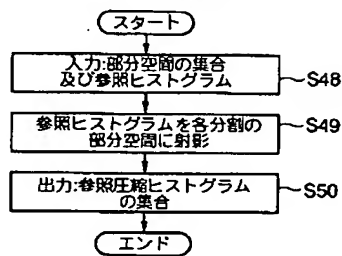 スタート
入力:部分空間の集合
及び参照ヒストグラム
S48
参照ヒストグラムを各分割の
部分空間に射影
S49
出力:参照圧縮ヒストグラム
の集合
S50
エンド